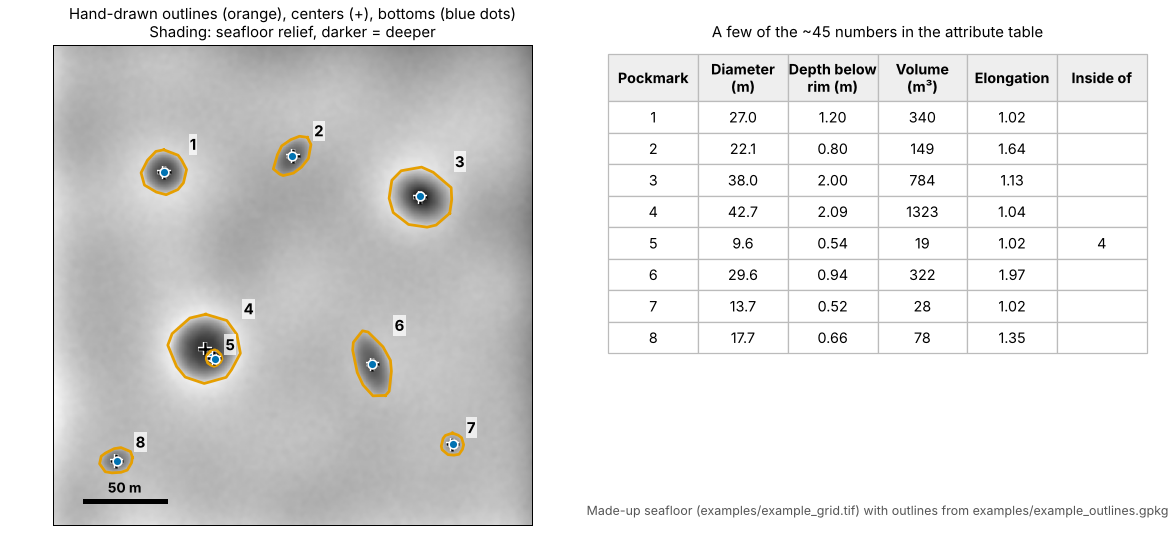 Hand-drawn outlines (orange), centers (+), bottoms (blue dots)
Shading: seafloor relief, darker = deeper
1
2
3
4
5
6
7
8
50 m
A few of the ~45 numbers in the attribute table
Pockmark Diameter (m) Depth below rim (m) Volume (m³) Elongation Inside of
1 27.0 1.20 340 1.02
2 22.1 0.80 149 1.64
3 38.0 2.00 784 1.13
4 42.7 2.09 1323 1.04
5 9.6 0.54 19 1.02 4
6 29.6 0.94 322 1.97
7 13.7 0.52 28 1.02
8 17.7 0.66 78 1.35
Made-up seafloor (examples/example_grid.tif) with outlines from examples/example_outlines.gpkg